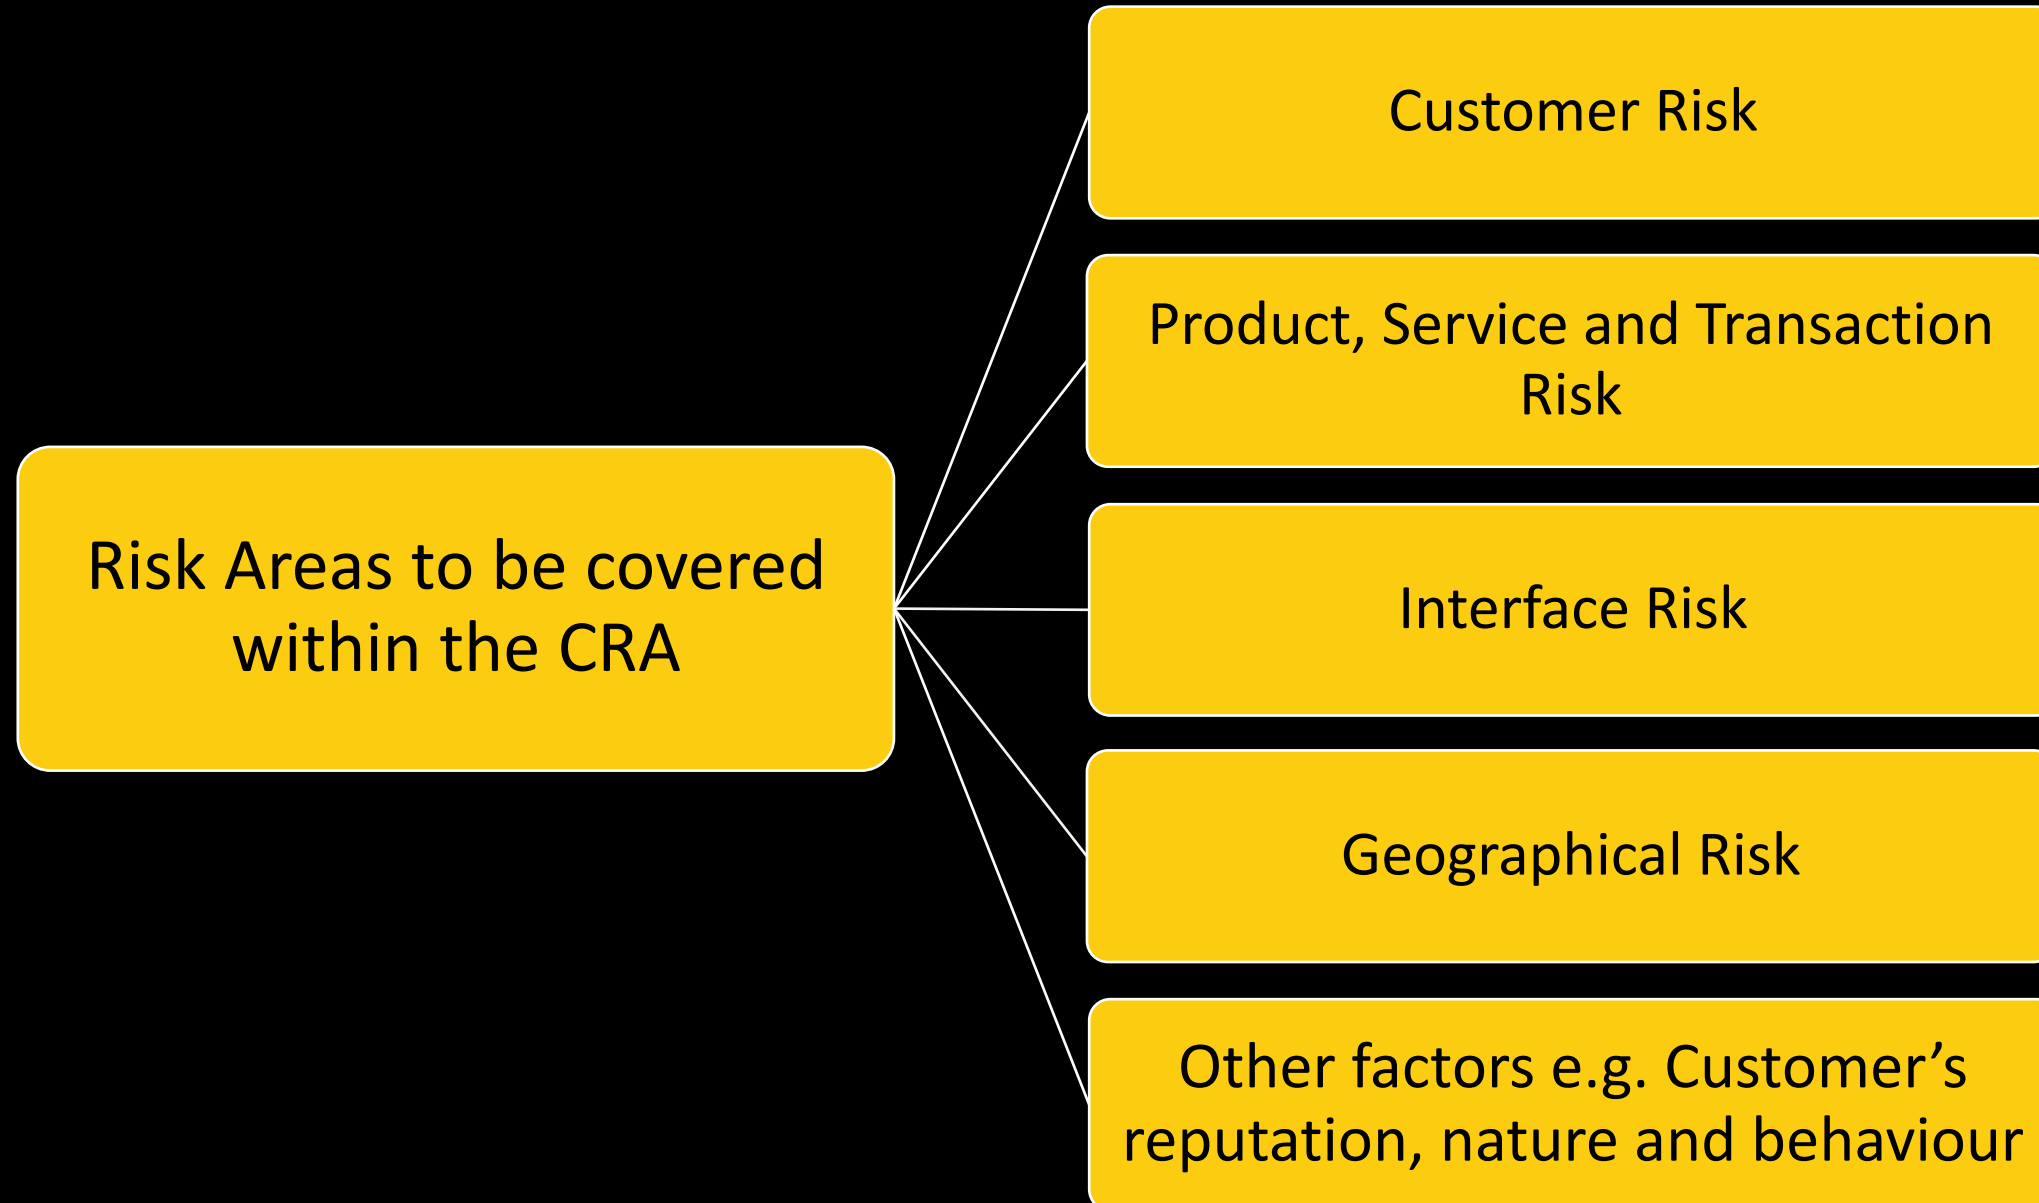 Customer Risk
Product, Service and Transaction
Risk
Risk Areas to be covered
within the CRA
Interface Risk
Geographical Risk
Other factors e.g. Customer’s
reputation, nature and behaviour